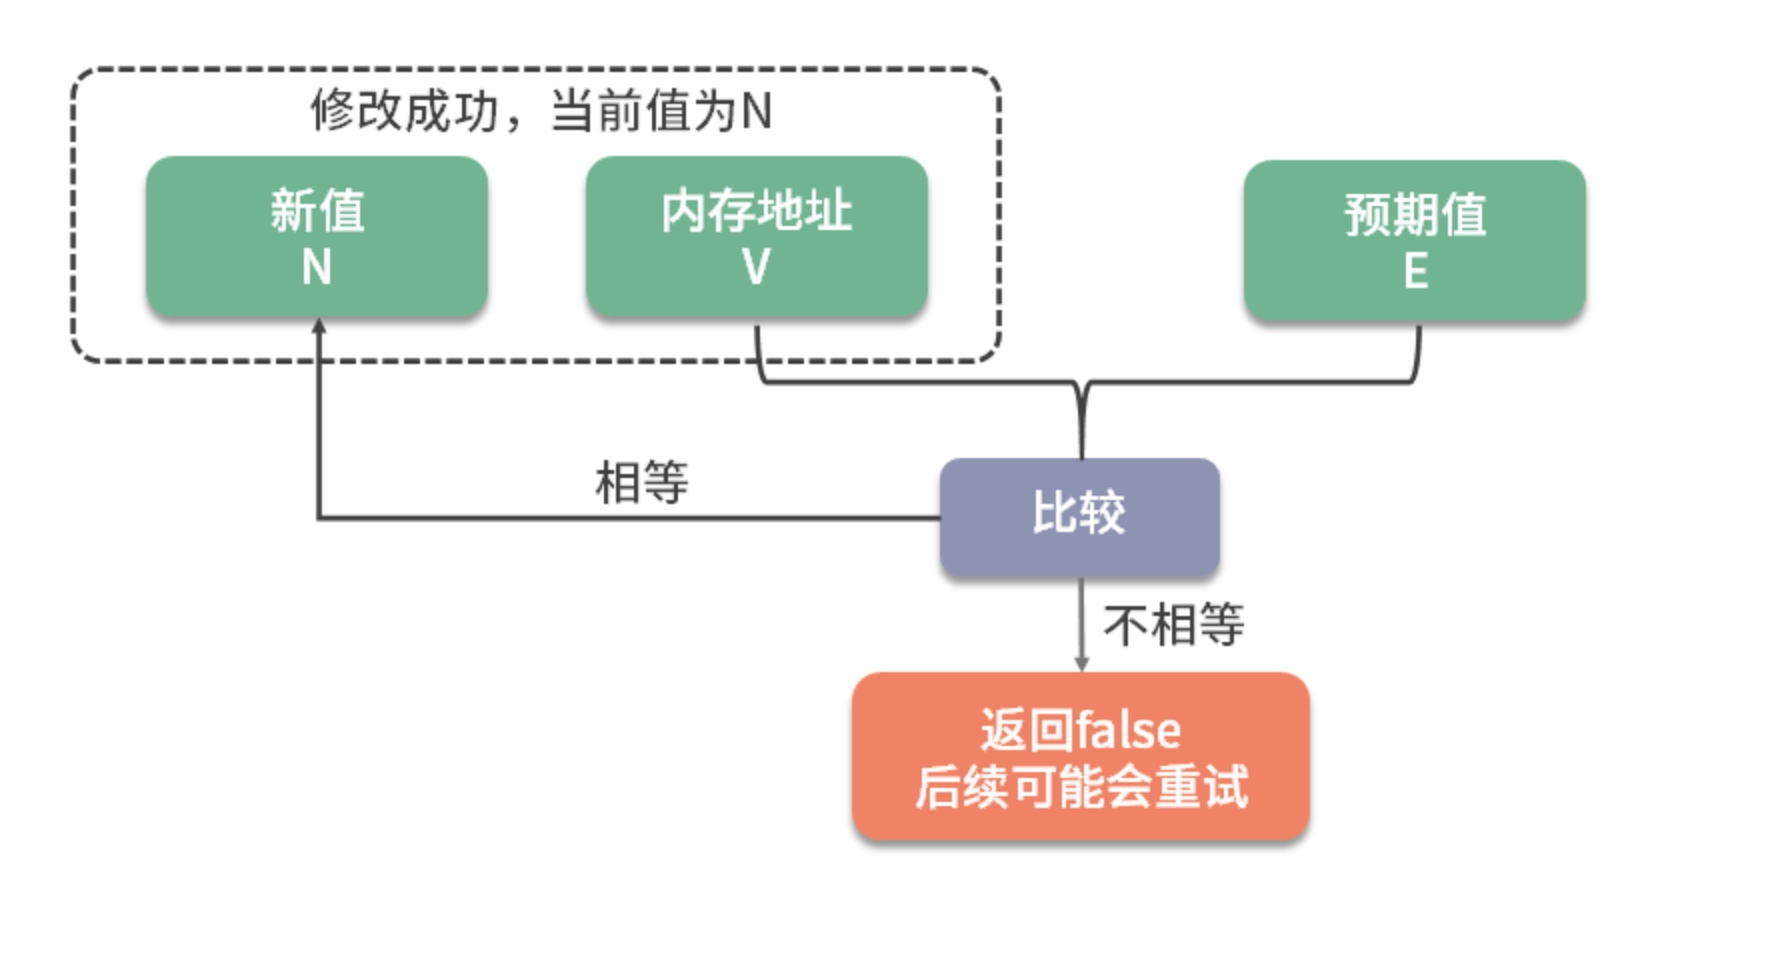 修改成功，当前值为N
新值
N
内存地址
V
预期值
E
相等
比较
不相等
返回false
后续可能会重试